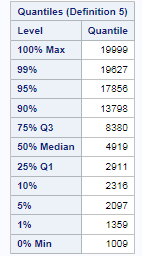 Quantiles (Definition 5)
Level Quantile
100% Max 19999
99% 19627
95% 17856
90% 13798
75% Q3 8380
50% Median 4919
25% Q1 2911
10% 2316
5% 2097
1% 1359
0% Min 1009